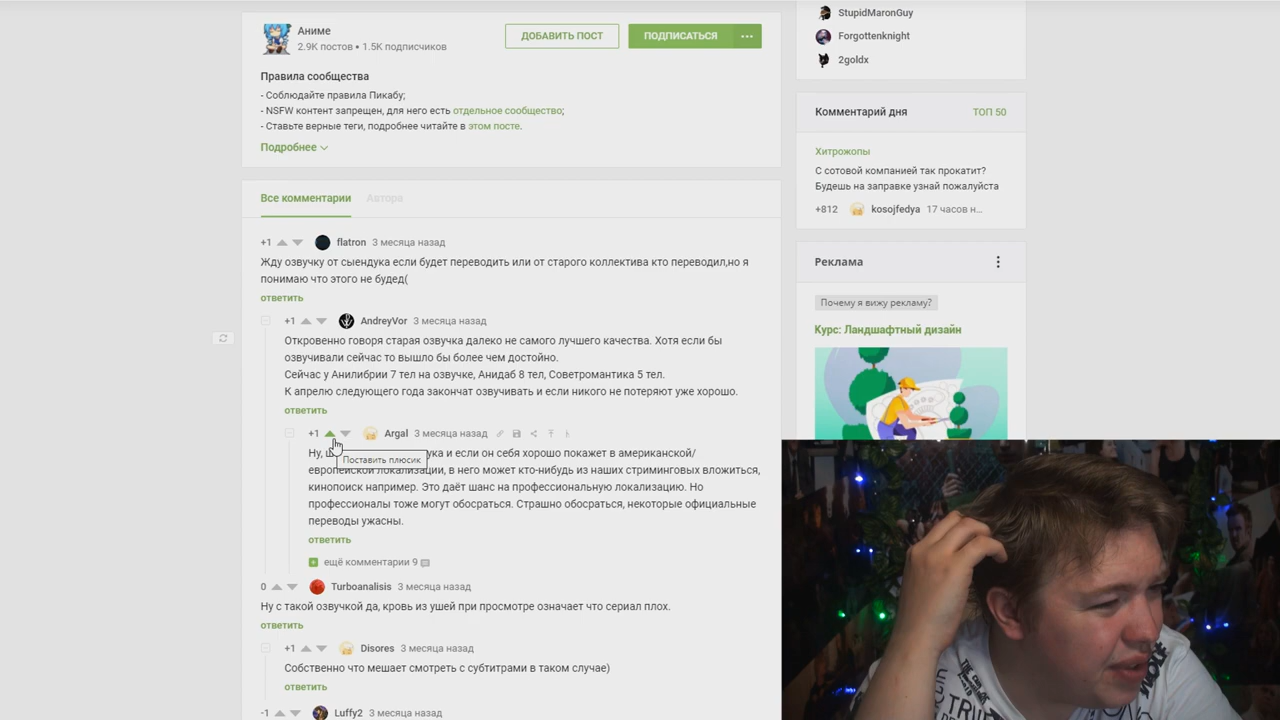 Аниме
2.9K постов • 1.5K подписчиков
ДОБАВИТЬ ПОСТ
ПОДПИСАТЬСЯ
Правила сообщества
- Соблюдайте правила Пикабу;
- NSFW контент запрещен, для него есть отдельное сообщество;
- Ставьте верные теги, подробнее читайте в этом посте.
Подробнее
Все комментарии
Автора
+1 flatron 3 месяца назад
Жду озвучку от сыендука если будет переводить или от старого коллектива кто переводил,но я
понимаю что этого не будед(
ответить
+1 AndreyVor 3 месяца назад
Откровенно говоря старая озвучка далеко не самого лучшего качества. Хотя если бы
озвучивали сейчас то вышло бы более чем достойно.
Сейчас у Анилибрии 7 тел на озвучке, Анидаб 8 тел, Советромантика 5 тел.
К апрелю следующего года закончат озвучивать и если никого не потеряют уже хорошо.
ответить
+1 Argal 3 месяца назад
Ну, и если он себя хорошо покажет в американской/
Поставить плюсик
европейской локализации, в него может кто-нибудь из наших стриминговых вложиться,
кинопоиск например. Это даёт шанс на профессиональную локализацию. Но
профессионалы тоже могут обосраться. Страшно обосраться, некоторые официальные
переводы ужасны.
ответить
ещё комментарии 9
0 Turboanalisis 3 месяца назад
Ну с такой озвучкой да, кровь из ушей при просмотре означает что сериал плох.
ответить
+1 Disores 3 месяца назад
Собственно что мешает смотреть с субтитрами в таком случае)
ответить
-1 Luffy2 3 месяца назад
StupidMaronGuy
Forgottenknight
2goldx
Комментарий дня
ТОП 50
Хитрожопы
С сотовой компанией так прокатит?
Будешь на заправке узнай пожалуйста
+812 kosojfedya 17 часов н...
Реклама
Почему я вижу рекламу?
Курс: Ландшафтный дизайн